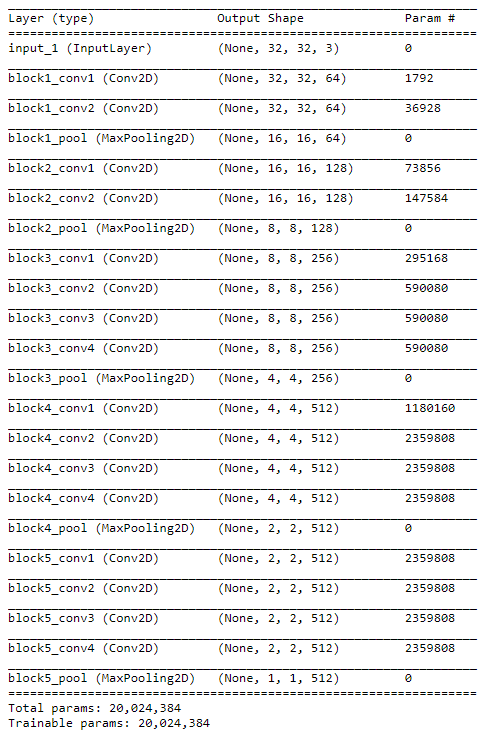 Layer (type) Output Shape Param #
input_1 (InputLayer) (None, 32, 32, 3) 0
block1_conv1 (Conv2D) (None, 32, 32, 64) 1792
block1_conv2 (Conv2D) (None, 32, 32, 64) 36928
block1_pool (MaxPooling2D) (None, 16, 16, 64) 0
block2_conv1 (Conv2D) (None, 16, 16, 128) 73856
block2_conv2 (Conv2D) (None, 16, 16, 128) 147584
block2_pool (MaxPooling2D) (None, 8, 8, 128) 0
block3_conv1 (Conv2D) (None, 8, 8, 256) 295168
block3_conv2 (Conv2D) (None, 8, 8, 256) 590080
block3_conv3 (Conv2D) (None, 8, 8, 256) 590080
block3_conv4 (Conv2D) (None, 8, 8, 256) 590080
block3_pool (MaxPooling2D) (None, 4, 4, 256) 0
block4_conv1 (Conv2D) (None, 4, 4, 512) 1180160
block4_conv2 (Conv2D) (None, 4, 4, 512) 2359808
block4_conv3 (Conv2D) (None, 4, 4, 512) 2359808
block4_conv4 (Conv2D) (None, 4, 4, 512) 2359808
block4_pool (MaxPooling2D) (None, 2, 2, 512) 0
block5_conv1 (Conv2D) (None, 2, 2, 512) 2359808
block5_conv2 (Conv2D) (None, 2, 2, 512) 2359808
block5_conv3 (Conv2D) (None, 2, 2, 512) 2359808
block5_conv4 (Conv2D) (None, 2, 2, 512) 2359808
block5_pool (MaxPooling2D) (None, 1, 1, 512) 0
Total params: 20,024,384
Trainable params: 20,024,384